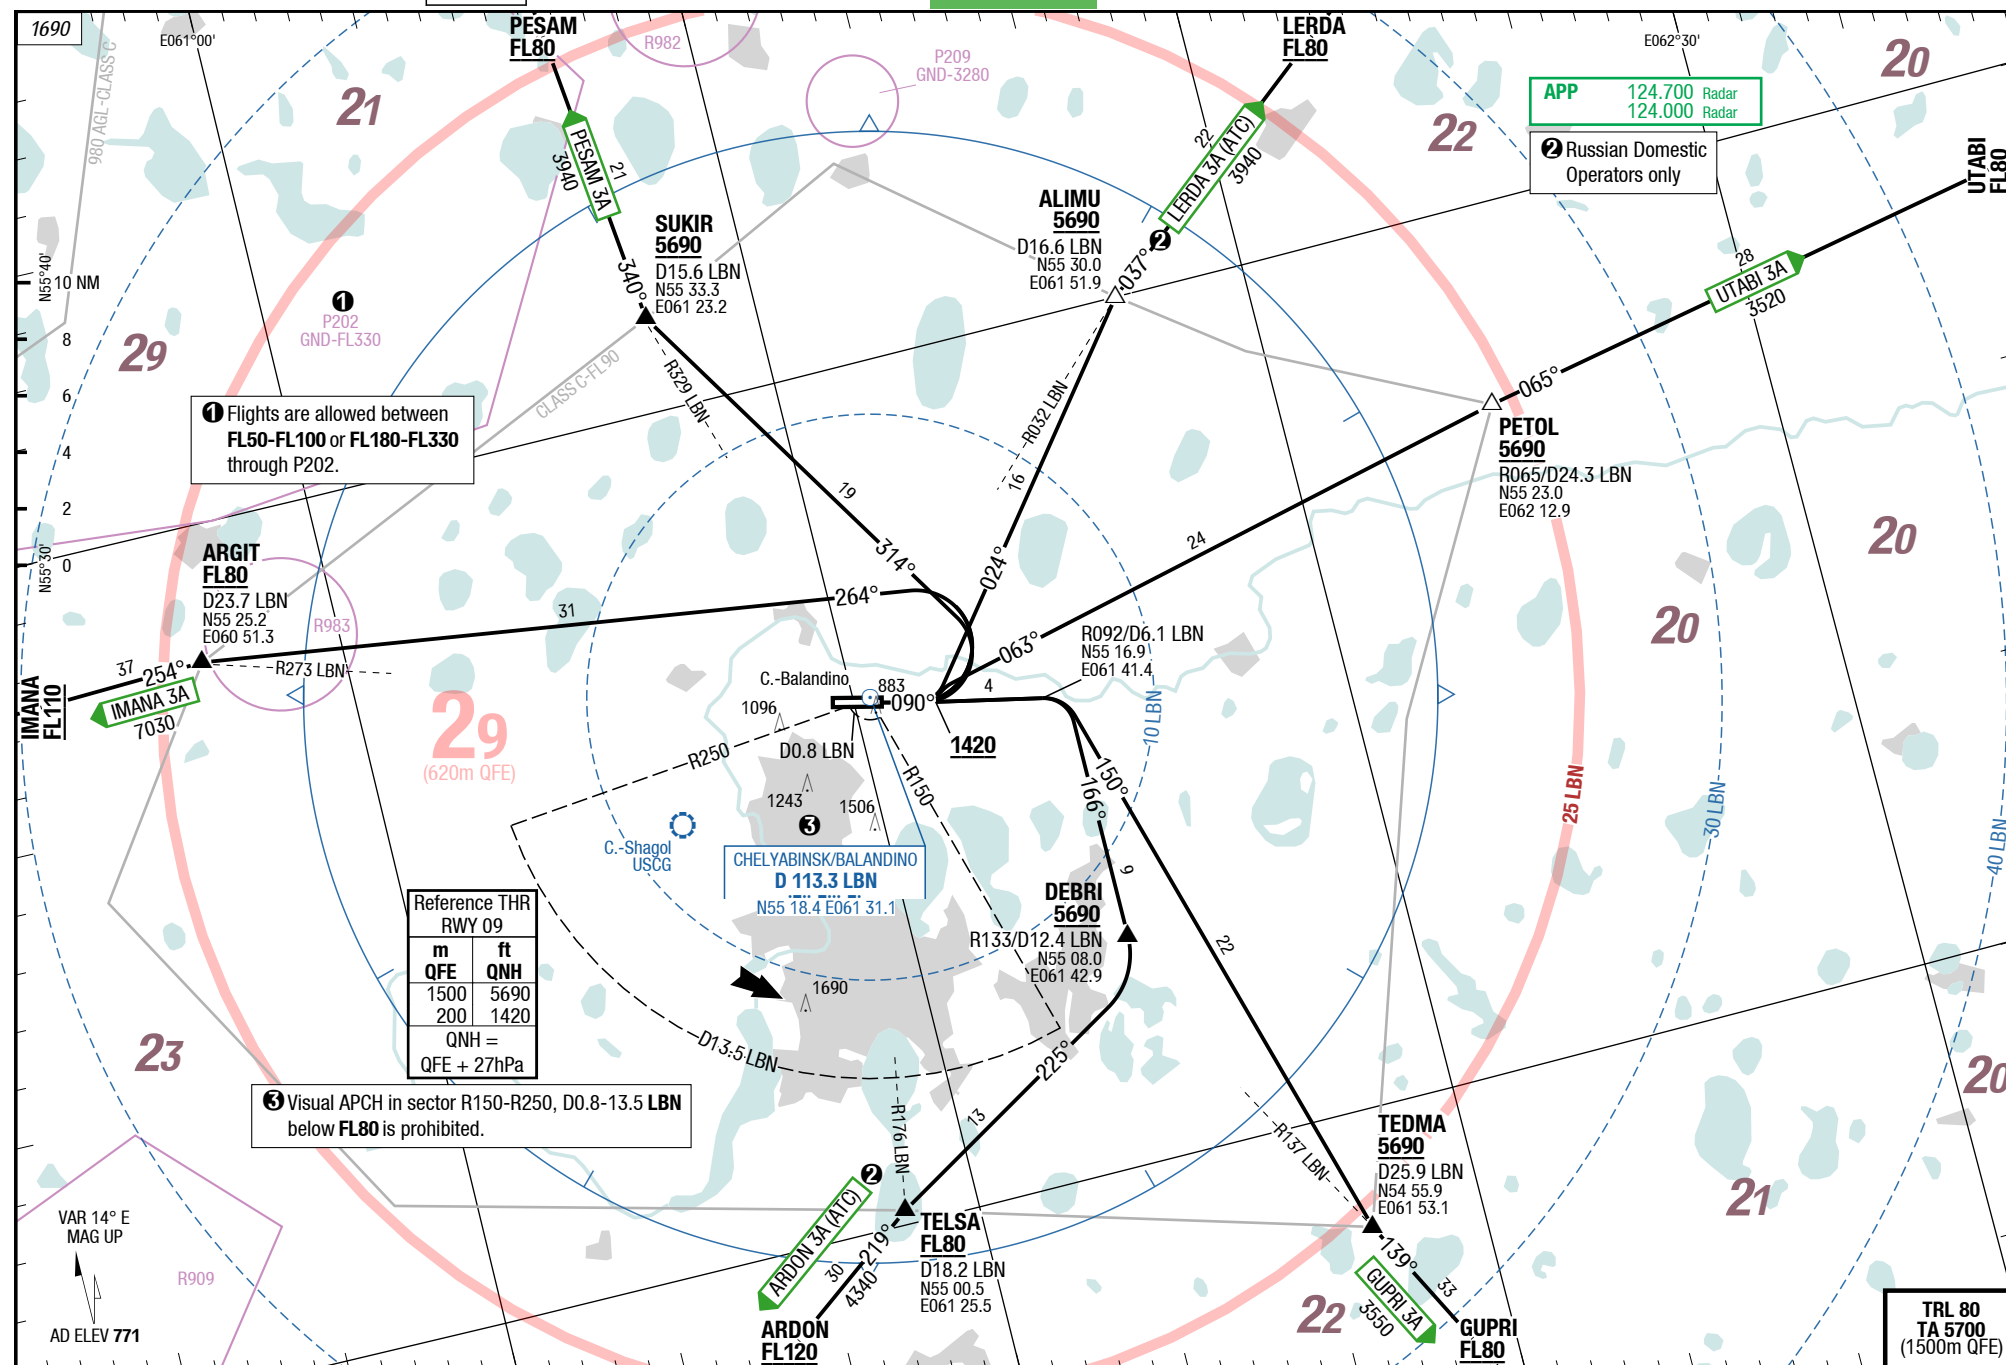 1690
E061°00'
980 AGL-CLASS C
PESAM
FL80
R982
P209
GND-3280
LERDA
FL80
E062°30'
20
21
22
APP 124.700 Radar
124.000 Radar
❷ Russian Domestic
Operators only
UTABI
FL80
PESAM 3A
21
3940
LERDA 3A (ATC)
22
3940
❷
SUKIR
5690
D15.6 LBN
N55 33.3
E061 23.2
340°
ALIMU
5690
D16.6 LBN
N55 30.0
E061 51.9
037°
28
UTABI 3A
3520
N55°40'
10 NM
8
6
4
2
0
N55°30'
❶
P202
GND-FL330
29
CLASS C-FL90
R329 LBN
R032 LBN
065°
PETOL
5690
R065/D24.3 LBN
N55 23.0
E062 12.9
❶ Flights are allowed between
FL50-FL100 or FL180-FL330
through P202.
19
16
24
314°
024°
20
ARGIT
FL80
D23.7 LBN
N55 25.2
E060 51.3
R983
31
264°
063°
20
R092/D6.1 LBN
N55 16.9
E061 41.4
37
254°
R273 LBN
IMANA
FL110
IMANA 3A
7030
C.-Balandino
883
090°
4
1420
29
(620m QFE)
1096
R250
D0.8 LBN
R150
10 LBN
1243
1506
❸
150°
166°
25 LBN
30 LBN
40 LBN
C.-Shagol
USCG
CHELYABINSK/BALANDINO
D 113.3 LBN
N55 18.4 E061 31.1
9
22
DEBRI
5690
R133/D12.4 LBN
N55 08.0
E061 42.9
Reference THR
RWY 09
m ft
QFE QNH
1500 5690
200 1420
QNH =
QFE + 27hPa
1690
D13.5 LBN
225°
23
20
❸ Visual APCH in sector R150-R250, D0.8-13.5 LBN
below FL80 is prohibited.
R176 LBN
13
R137 LBN
TEDMA
5690
D25.9 LBN
N54 55.9
E061 53.1
21
❷
ARDON 3A (ATC)
30
4340
219°
TELSA
FL80
D18.2 LBN
N55 00.5
E061 25.5
139°
33
GUPRI 3A
3550
22
VAR 14° E
MAG UP
R909
AD ELEV 771
ARDON
FL120
GUPRI
FL80
TRL 80
TA 5700
(1500m QFE)